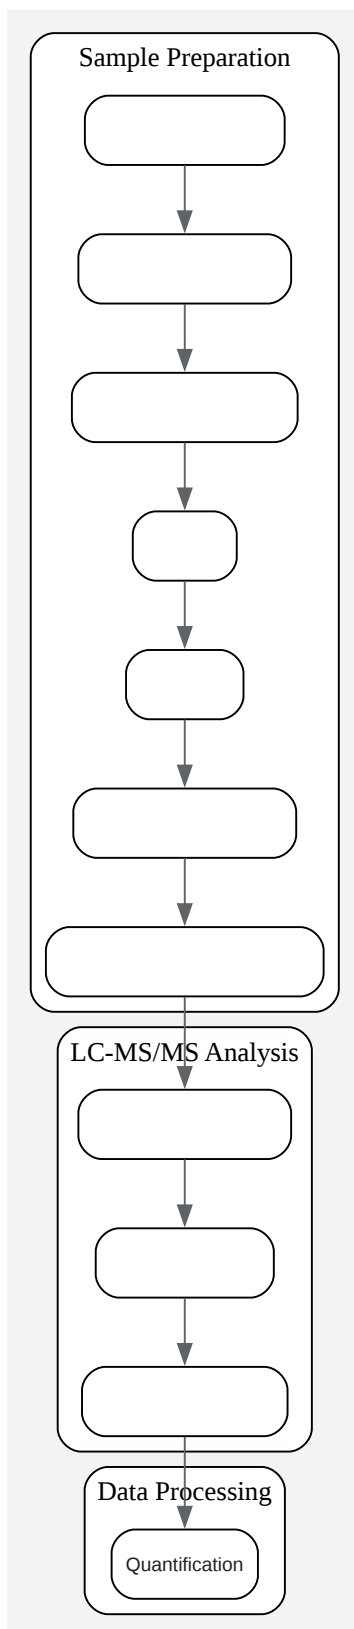 Sample Preparation
LC-MS/MS Analysis
Data Processing
Quantification